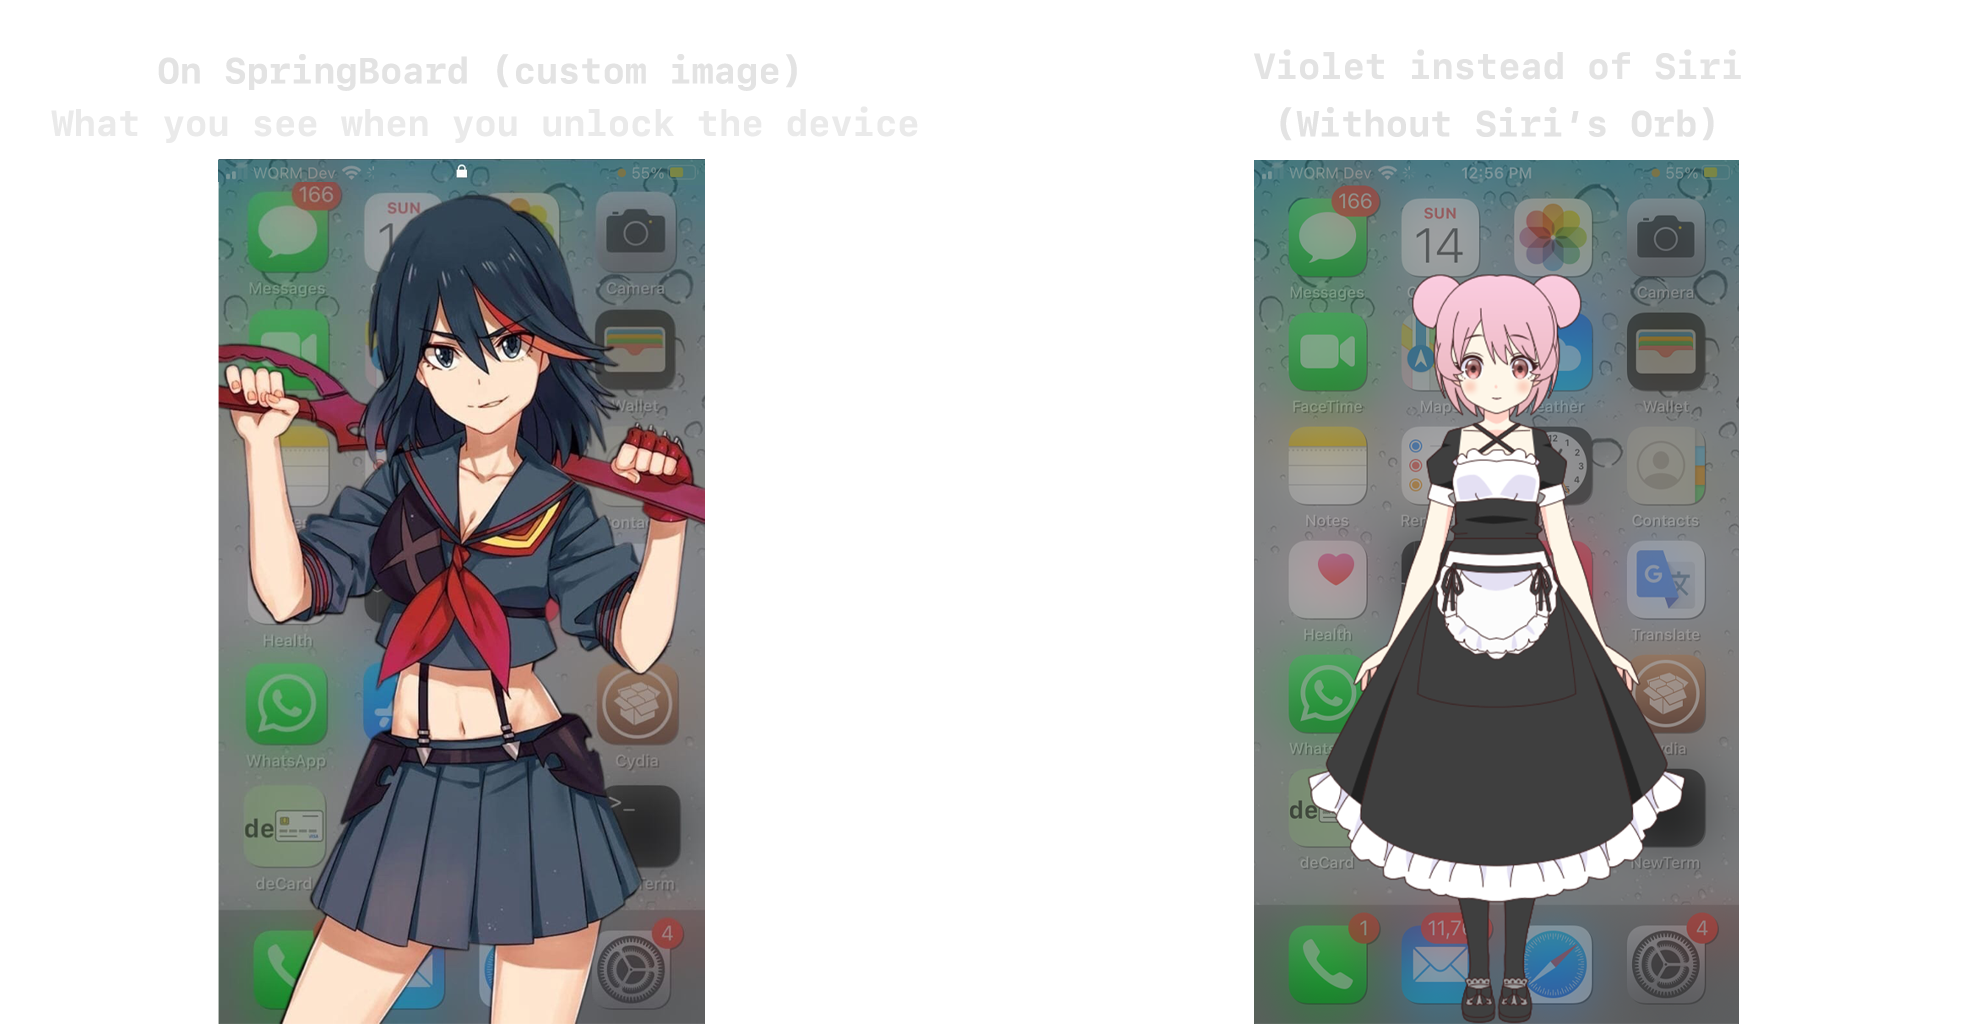 On SpringBoard (custom image)
What you see when you unlock the device
WORM Dev
55%
166
SUN
Messages
Camera
Wallet
Health
WhatsApp
Cydia
de
>_
deCard
4
Violet instead of Siri
(Without Siri's Orb)
WORM Dev
12:56 PM
55%
166
SUN
14
Messages
Camera
FaceTime
Wallet
Notes
Contacts
G
Health
Translate
de
deCard
NewTerm
1
4